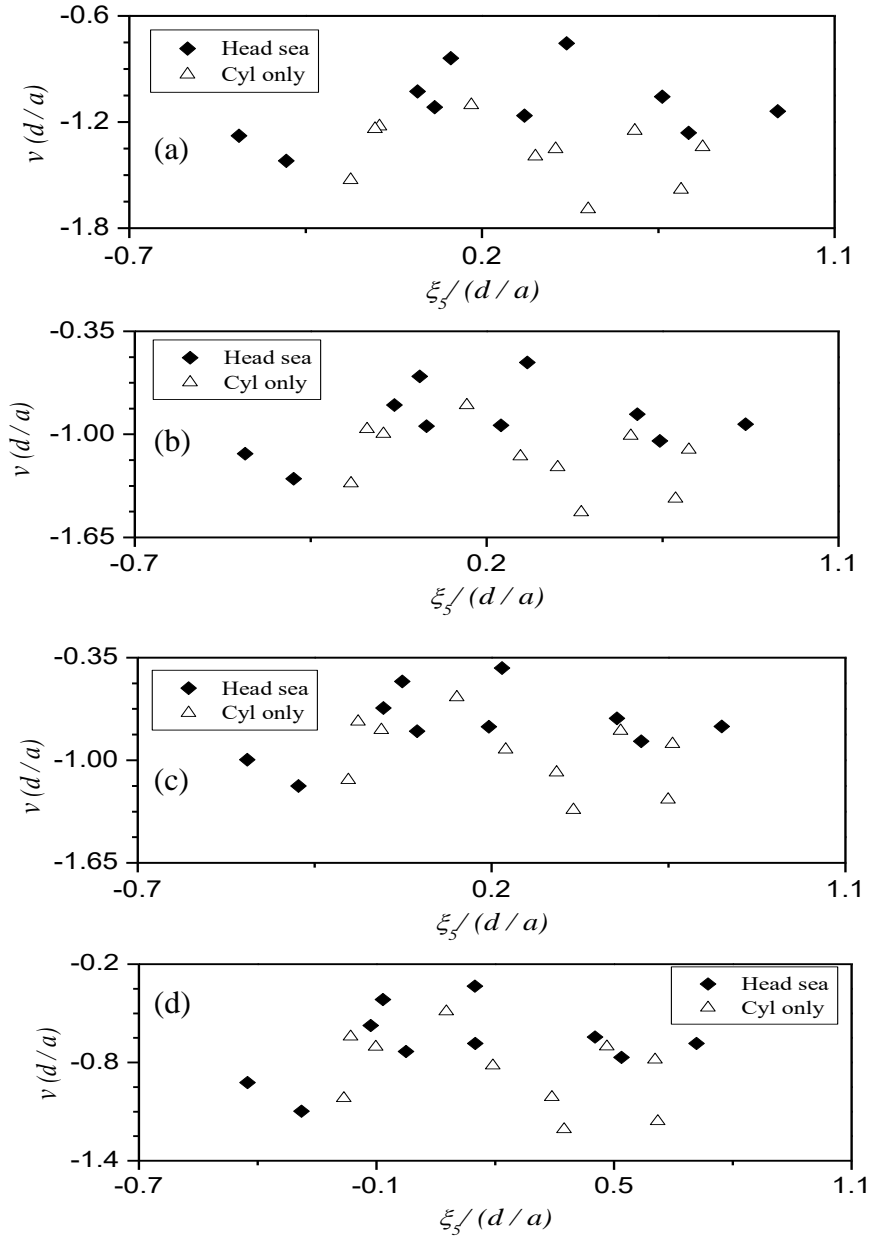 -0.6
Head sea
Cyl only
-1.2
(a)
-1.8
-0.7 0.2 1.1
v (d / a)
ξ5/ (d / a)
-0.35
Head sea
Cyl only
-1.00
(b)
-1.65
-0.7 0.2 1.1
v (d / a)
ξ5/ (d / a)
-0.35
Head sea
Cyl only
-1.00
(c)
-1.65
-0.7 0.2 1.1
v (d / a)
ξ5/ (d / a)
-0.2
(d)
Head sea
Cyl only
-0.8
-1.4
-0.7 -0.1 0.5 1.1
v (d / a)
ξ5/ (d / a)